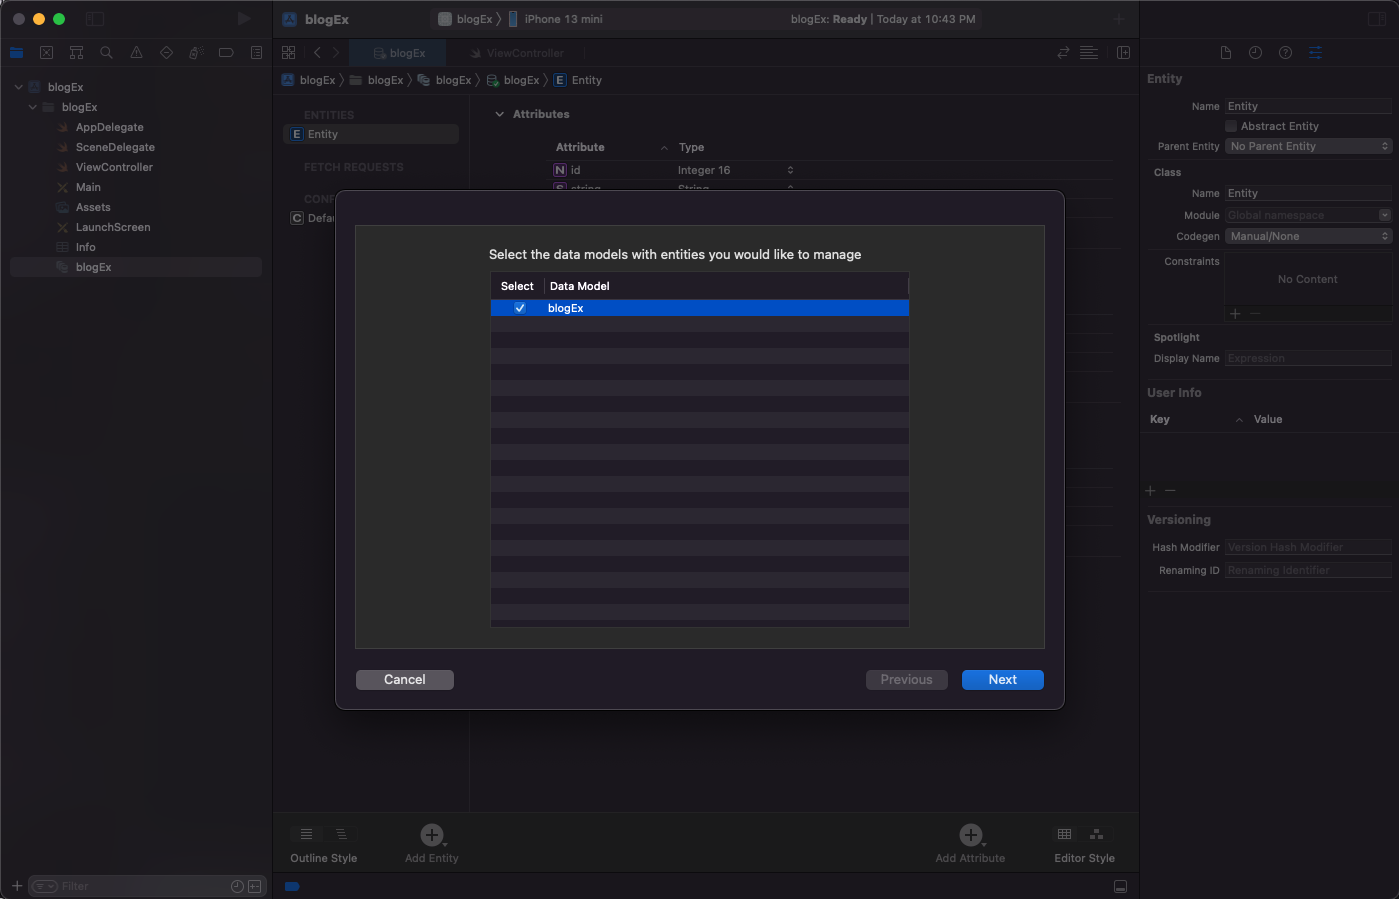 blogEx
blogEx
iPhone 13 mini
blogEx: Ready | Today at 10:43 PM
blogEx
ViewController
blogEx
blogEx
blogEx
blogEx
E Entity
blogEx
blogEx
AppDelegate
SceneDelegate
ViewController
Main
Assets
LaunchScreen
Info
blogEx
Filter
ENTITIES
E Entity
FETCH REQUESTS
CONF
C Defau
Attributes
Attribute
Type
N id
Integer 16
S string
String
Select the data models with entities you would like to manage
Select
Data Model
blogEx
Cancel
Previous
Next
Outline Style
Add Entity
Add Attribute
Editor Style
Entity
Name Entity
Abstract Entity
Parent Entity No Parent Entity
Class
Name Entity
Module Global namespace
Codegen Manual/None
Constraints
No Content
Spotlight
Display Name Expression
User Info
Key
Value
Versioning
Hash Modifier Version Hash Modifier
Renaming ID Renaming Identifier